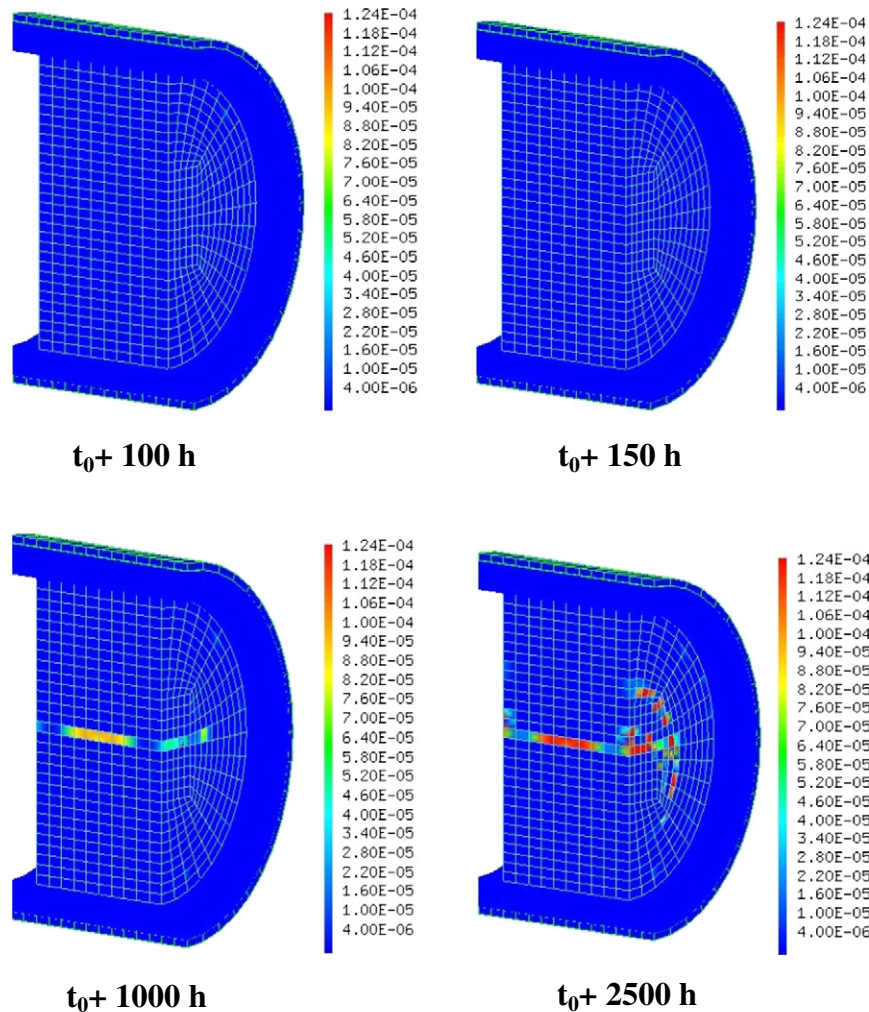 1.24E-04
1.18E-04
1.12E-04
1.06E-04
1.00E-04
9.40E-05
8.80E-05
8.20E-05
7.60E-05
7.00E-05
6.40E-05
5.80E-05
5.20E-05
4.60E-05
4.00E-05
3.40E-05
2.80E-05
2.20E-05
1.60E-05
1.00E-05
4.00E-06
t₀+ 100 h
1.24E-04
1.18E-04
1.12E-04
1.06E-04
1.00E-04
9.40E-05
8.80E-05
8.20E-05
7.60E-05
7.00E-05
6.40E-05
5.80E-05
5.20E-05
4.60E-05
4.00E-05
3.40E-05
2.80E-05
2.20E-05
1.60E-05
1.00E-05
4.00E-06
t₀+ 150 h
1.24E-04
1.18E-04
1.12E-04
1.06E-04
1.00E-04
9.40E-05
8.80E-05
8.20E-05
7.60E-05
7.00E-05
6.40E-05
5.80E-05
5.20E-05
4.60E-05
4.00E-05
3.40E-05
2.80E-05
2.20E-05
1.60E-05
1.00E-05
4.00E-06
t₀+ 1000 h
1.24E-04
1.18E-04
1.12E-04
1.06E-04
1.00E-04
9.40E-05
8.80E-05
8.20E-05
7.60E-05
7.00E-05
6.40E-05
5.80E-05
5.20E-05
4.60E-05
4.00E-05
3.40E-05
2.80E-05
2.20E-05
1.60E-05
1.00E-05
4.00E-06
t₀+ 2500 h